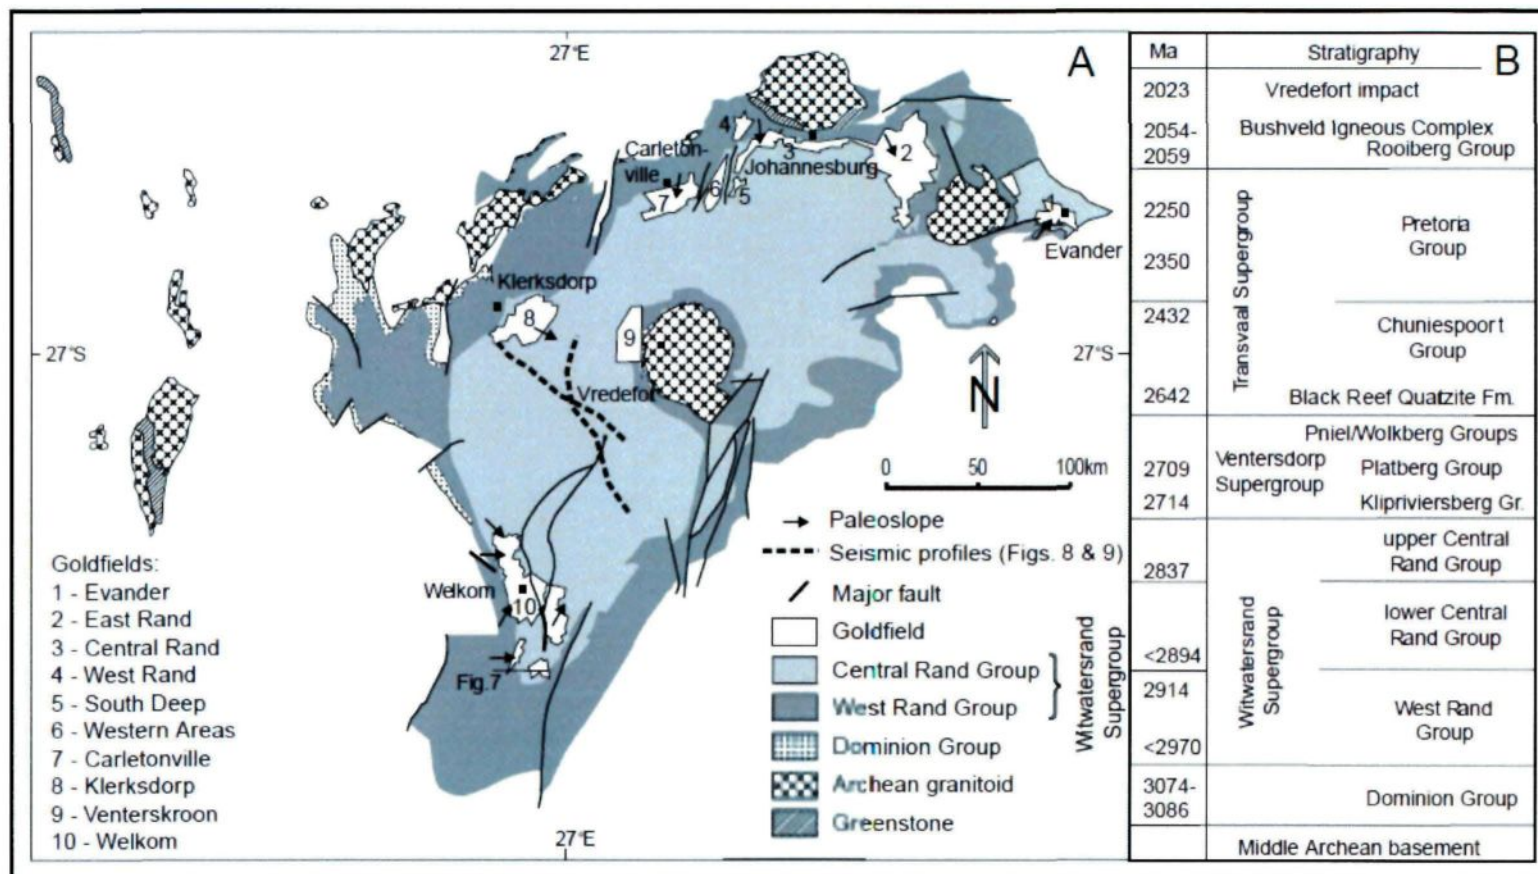 27°E
A
4
3
Johannesburg
2
Carleton-
ville
7
6
5
1
Evander
Klerksdorp
8
9
27°S
27°S
Vredefort
N
0 50 100km
Welkom
10
Fig.7
Paleoslope
Seismic profiles (Figs. 8 & 9)
Major fault
Goldfield
Central Rand Group
West Rand Group
Witwatersrand
Supergroup
Dominion Group
Archean granitoid
Greenstone
27°E
Goldfields:
1 - Evander
2 - East Rand
3 - Central Rand
4 - West Rand
5 - South Deep
6 - Western Areas
7 - Carletonville
8 - Klerksdorp
9 - Venterskroon
10 - Welkom
Ma Stratigraphy B
2023 Vredefort impact
2054- Bushveld Igneous Complex
2059 Rooiberg Group
Transvaal Supergroup
2250 Pretoria
Group
2350
2432 Chuniespoort
Group
2642 Black Reef Quatzite Fm.
Pniel/Wolkberg Groups
Ventersdorp
Supergroup
2709 Platberg Group
2714 Klipriviersberg Gr.
Witwatersrand
Supergroup
upper Central
Rand Group
2837
lower Central
Rand Group
<2894
2914 West Rand
Group
<2970
3074-
3086 Dominion Group
Middle Archean basement